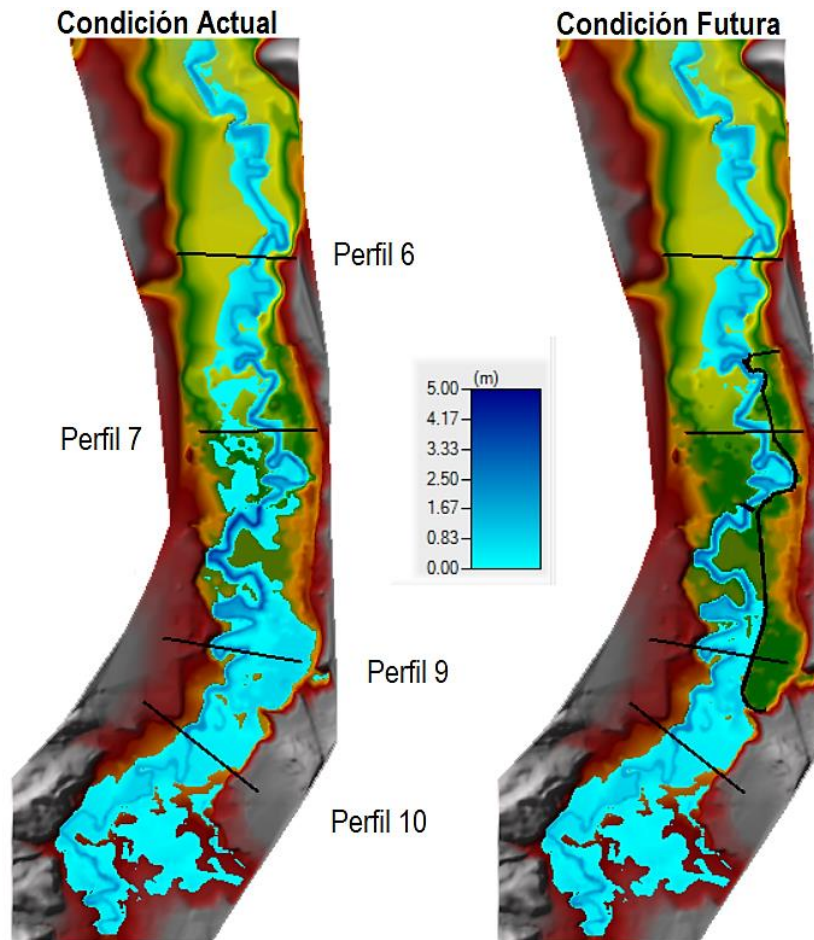 Condición Actual
Condición Futura
Perfil 6
(m)
5.00
4.17
3.33
2.50
1.67
0.83
0.00
Perfil 7
Perfil 9
Perfil 10